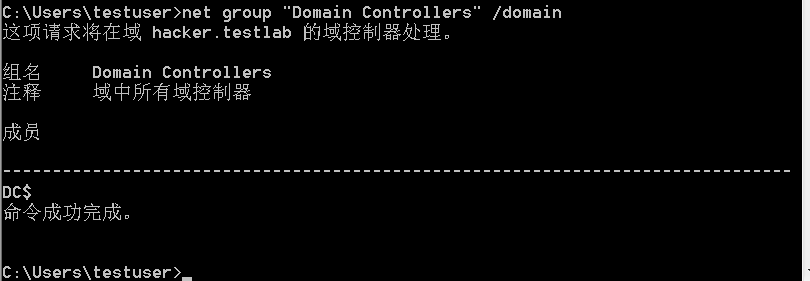 C:\Users\testuser>net group "Domain Controllers" /domain
这项请求将在域 hacker.testlab 的域控制器处理。
组名     Domain Controllers
注释     域中所有域控制器
成员
-------------------------------------------------------------------------------
DC$
命令成功完成。
C:\Users\testuser>_